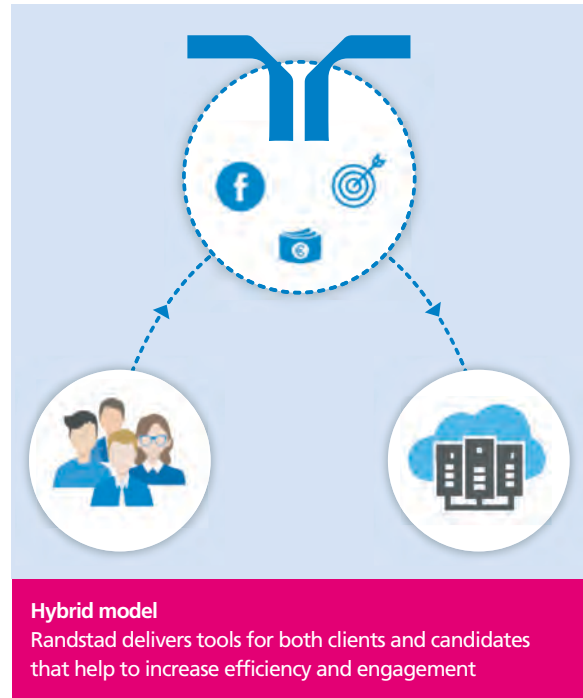 Hybrid model
Randstad delivers tools for both clients and candidates
that help to increase efficiency and engagement